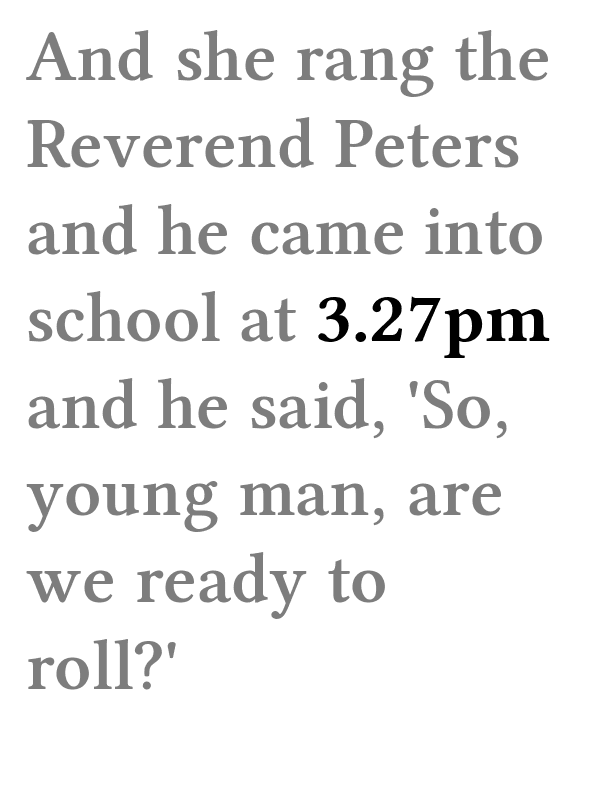 And she rang the
Reverend Peters
and he came into
school at 3.27pm
and he said, 'So,
young man, are
we ready to
roll?'